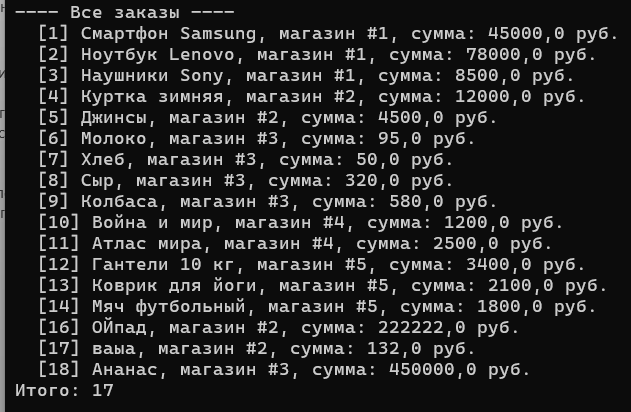 ---- Все заказы ----
[1] Смартфон Samsung, магазин #1, сумма: 45000,0 руб.
[2] Ноутбук Lenovo, магазин #1, сумма: 78000,0 руб.
[3] Наушники Sony, магазин #1, сумма: 8500,0 руб.
[4] Куртка зимняя, магазин #2, сумма: 12000,0 руб.
[5] Джинсы, магазин #2, сумма: 4500,0 руб.
[6] Молоко, магазин #3, сумма: 95,0 руб.
[7] Хлеб, магазин #3, сумма: 50,0 руб.
[8] Сыр, магазин #3, сумма: 320,0 руб.
[9] Колбаса, магазин #3, сумма: 580,0 руб.
[10] Война и мир, магазин #4, сумма: 1200,0 руб.
[11] Атлас мира, магазин #4, сумма: 2500,0 руб.
[12] Гантели 10 кг, магазин #5, сумма: 3400,0 руб.
[13] Коврик для йоги, магазин #5, сумма: 2100,0 руб.
[14] Мяч футбольный, магазин #5, сумма: 1800,0 руб.
[16] ОЙпад, магазин #2, сумма: 222222,0 руб.
[17] ваыа, магазин #2, сумма: 132,0 руб.
[18] Ананас, магазин #3, сумма: 450000,0 руб.
Итого: 17